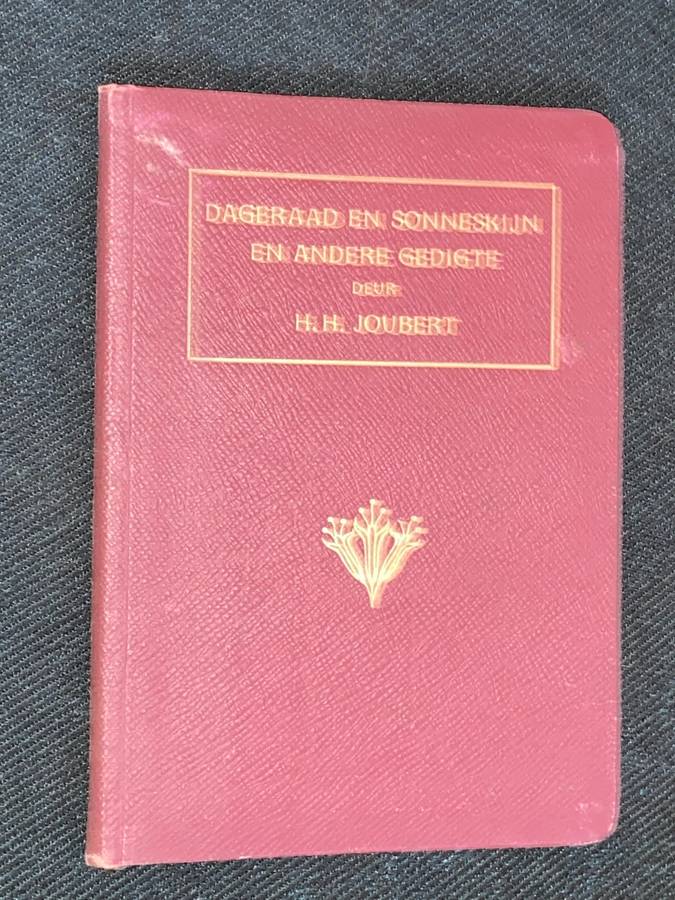 DAGERAAD EN SONNESKIJN
EN ANDERE GEDIGTE
DEUR
H. H. JOUBERT